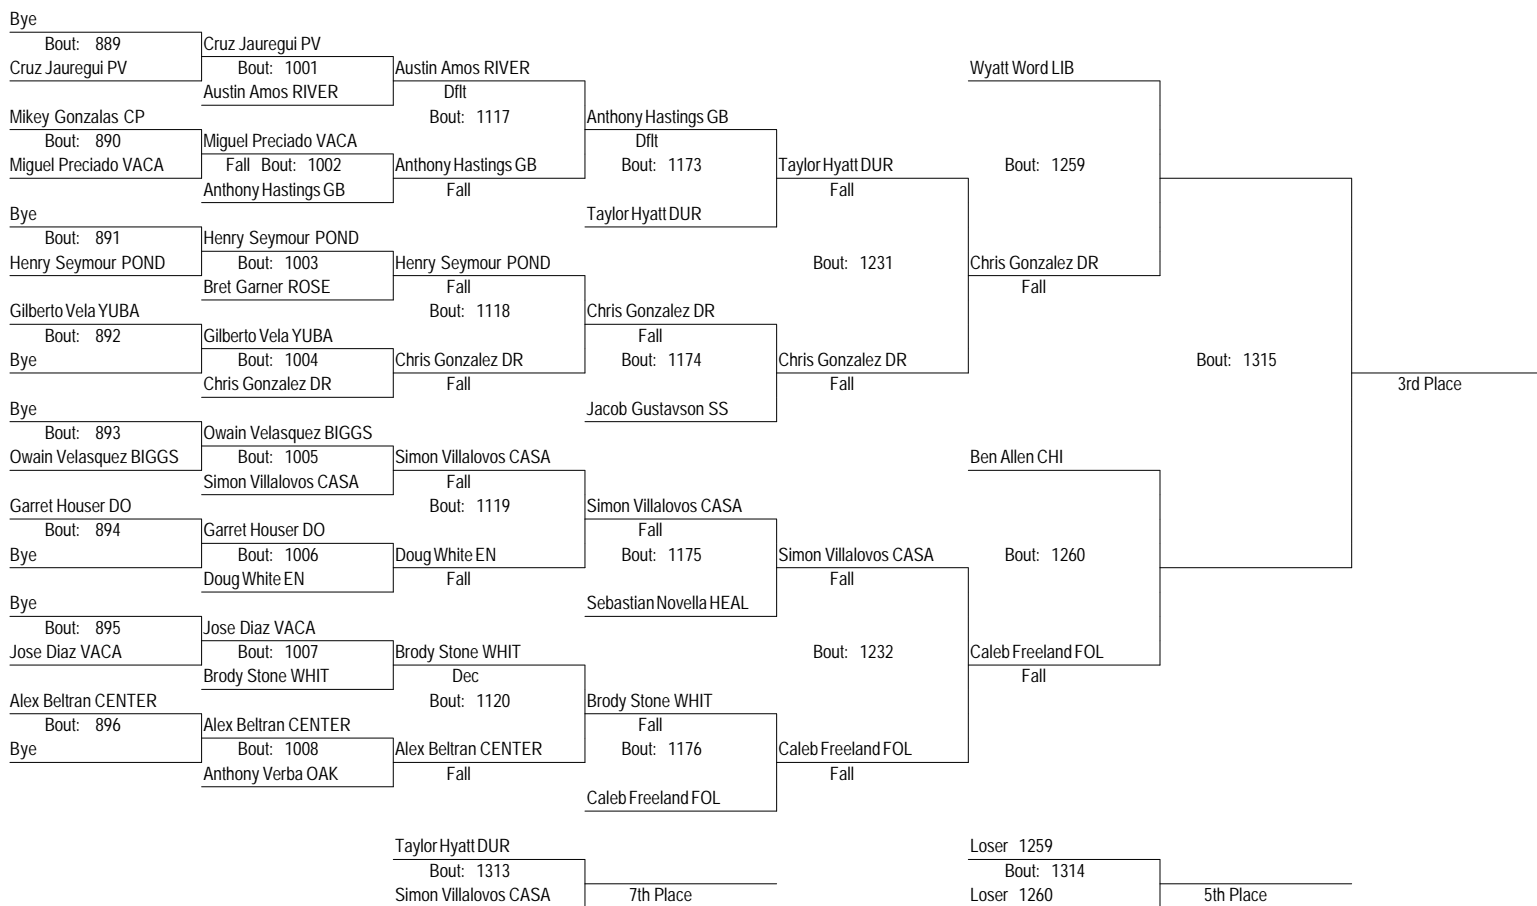 Bye
Bout: 889 Cruz Jauregui PV
Cruz Jauregui PV Bout: 1001 Austin Amos RIVER Wyatt Word LIB
Austin Amos RIVER Dflt
Mikey Gonzalas CP Bout: 1117 Anthony Hastings GB
Bout: 890 Miguel Preciado VACA Dflt
Miguel Preciado VACA Fall Bout: 1002 Anthony Hastings GB Bout: 1173 Taylor Hyatt DUR Bout: 1259
Anthony Hastings GB Fall Fall
Bye Taylor Hyatt DUR
Bout: 891 Henry Seymour POND
Henry Seymour POND Bout: 1003 Henry Seymour POND Bout: 1231 Chris Gonzalez DR
Bret Garner ROSE Fall Fall
Gilberto Vela YUBA Bout: 1118 Chris Gonzalez DR
Bout: 892 Gilberto Vela YUBA Fall
Bye Bout: 1004 Chris Gonzalez DR Bout: 1174 Chris Gonzalez DR Bout: 1315
Chris Gonzalez DR Fall Fall 3rd Place
Bye Jacob Gustavson SS
Bout: 893 Owain Velasquez BIGGS
Owain Velasquez BIGGS Bout: 1005 Simon Villalovos CASA Ben Allen CHI
Simon Villalovos CASA Fall
Garret Houser DO Bout: 1119 Simon Villalovos CASA
Bout: 894 Garret Houser DO Fall
Bye Bout: 1006 Doug White EN Bout: 1175 Simon Villalovos CASA Bout: 1260
Doug White EN Fall Fall
Bye Sebastian Novella HEAL
Bout: 895 Jose Diaz VACA
Jose Diaz VACA Bout: 1007 Brody Stone WHIT Bout: 1232 Caleb Freeland FOL
Brody Stone WHIT Dec Fall
Alex Beltran CENTER Bout: 1120 Brody Stone WHIT
Bout: 896 Alex Beltran CENTER Fall
Bye Bout: 1008 Alex Beltran CENTER Bout: 1176 Caleb Freeland FOL
Anthony Verba OAK Fall Fall
Caleb Freeland FOL
Taylor Hyatt DUR Loser 1259
Bout: 1313 Bout: 1314
Simon Villalovos CASA 7th Place Loser 1260 5th Place